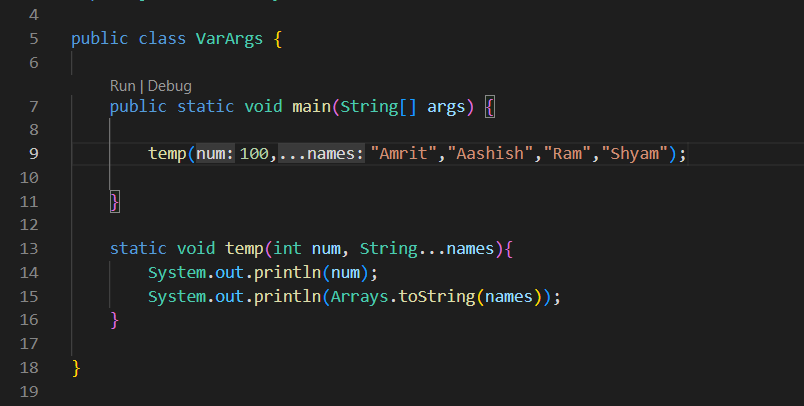 4
5 public class VarArgs {
6
Run | Debug
7 public static void main(String[] args) {
8
9 temp(num: 100,...names: "Amrit","Aashish","Ram","Shyam");
10
11 }
12
13 static void temp(int num, String...names){
14 System.out.println(num);
15 System.out.println(Arrays.toString(names));
16 }
17
18 }
19